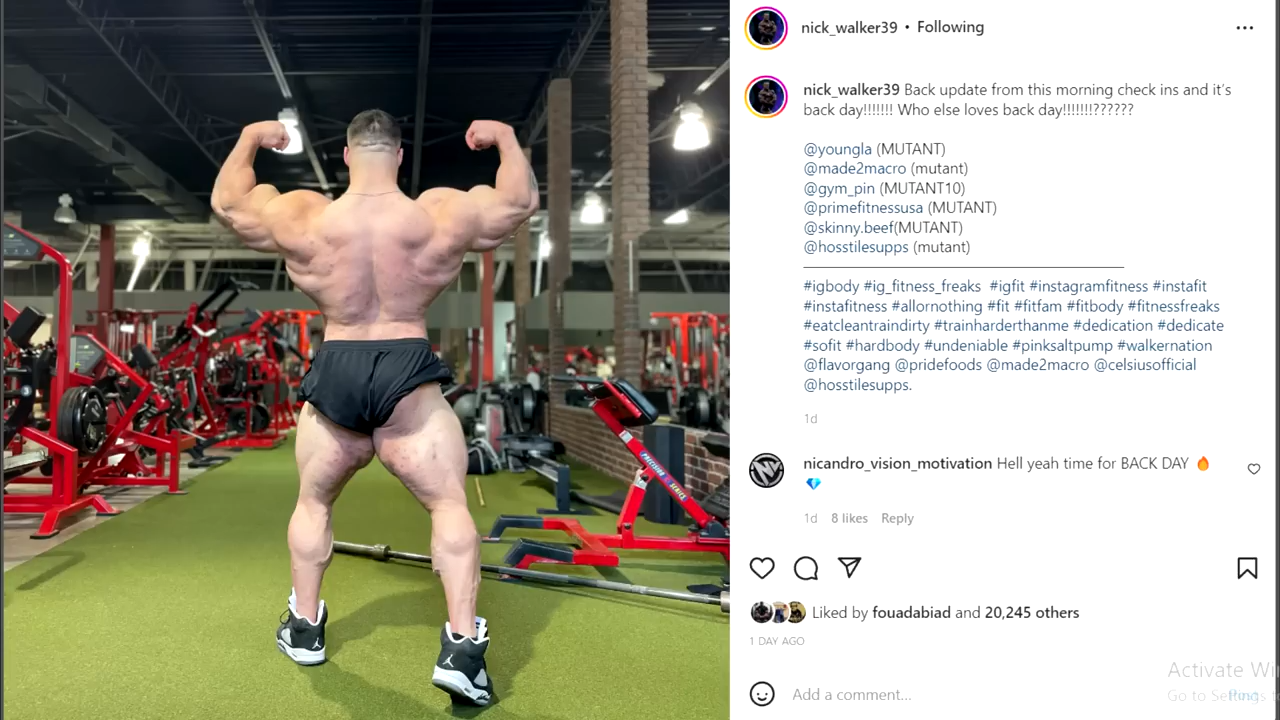 nick_walker39 • Following
nick_walker39 Back update from this morning check ins and it's
back day!!!!!!! Who else loves back day!!!!!!!??????
@youngla (MUTANT)
@made2macro (mutant)
@gym_pin (MUTANT10)
@primefitnessusa (MUTANT)
@skinny.beef(MUTANT)
@hosstilesupps (mutant)
#igbody #ig_fitness_freaks #igfit #instagramfitness #instafit
#instafitness #allornothing #fit #fitfam #fitbody #fitnessfreaks
#eatcleantraindirty #trainharderthanme #dedication #dedicate
#sofit #hardbody #undeniable #pinksaltpump #walkernation
@flavorgang @pridefoods @made2macro @celsiusofficial
@hosstilesupps.
1d
nicandro_vision_motivation Hell yeah time for BACK DAY 🔥
💎
1d 8 likes Reply
Liked by fouadabiad and 20,245 others
1 DAY AGO
Add a comment...
Activate Wi
Go to Settings
Post